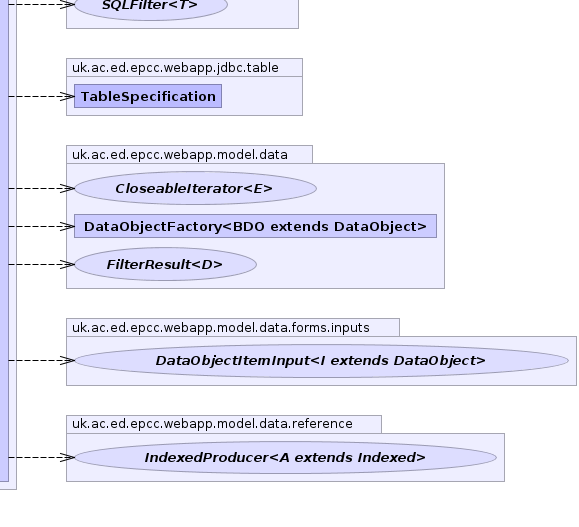 SQLFilter<T>
uk.ac.ed.epcc.webapp.jdbc.table
TableSpecification
uk.ac.ed.epcc.webapp.model.data
CloseableIterator<E>
DataObjectFactory<BDO extends DataObject>
FilterResult<D>
uk.ac.ed.epcc.webapp.model.data.forms.inputs
DataObjectItemInput<I extends DataObject>
uk.ac.ed.epcc.webapp.model.data.reference
IndexedProducer<A extends Indexed>